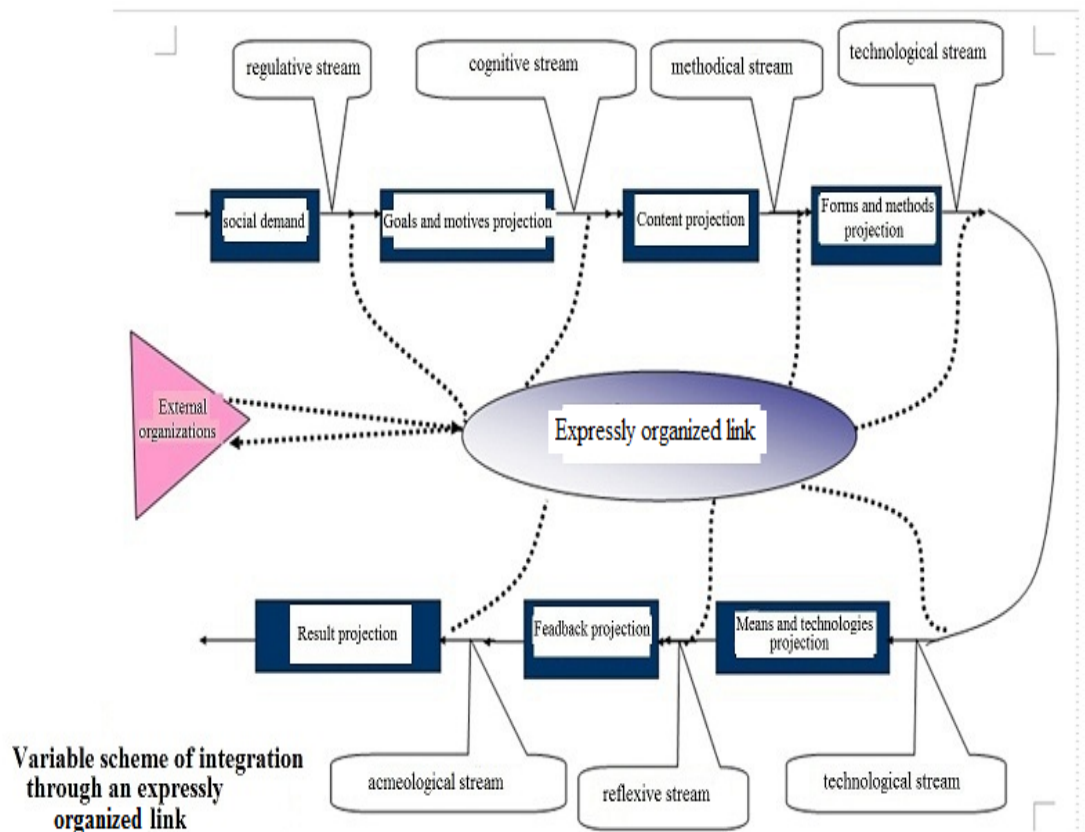 regulative stream
cognitive stream
methodical stream
technological stream
social demand
Goals and motives projection
Content projection
Forms and methods
projection
External
organizations
Expressly organized link
Result projection
Feadback projection
Means and technologies
projection
acmeological stream
reflexive stream
technological stream
Variable scheme of integration
through an expressly
organized link